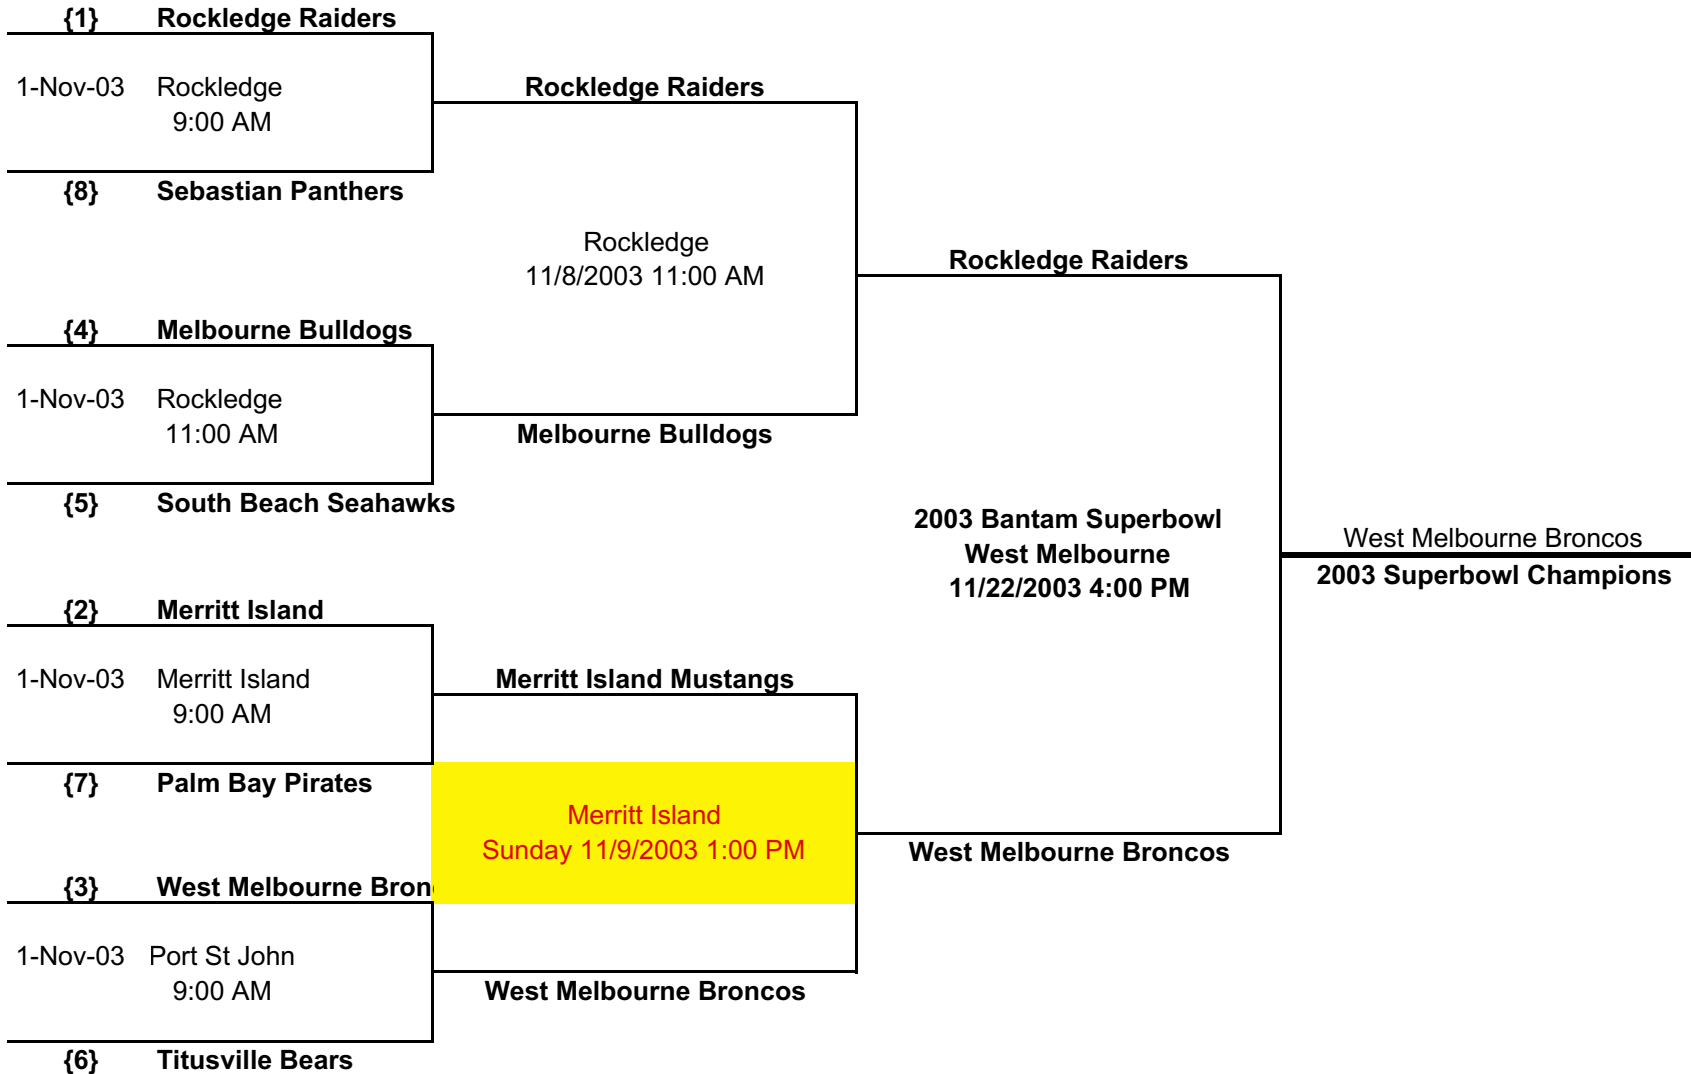 {1} Rockledge Raiders
1-Nov-03 Rockledge
9:00 AM
{8} Sebastian Panthers
{4} Melbourne Bulldogs
1-Nov-03 Rockledge
11:00 AM
{5} South Beach Seahawks
{2} Merritt Island
1-Nov-03 Merritt Island
9:00 AM
{7} Palm Bay Pirates
{3} West Melbourne Bron
1-Nov-03 Port St John
9:00 AM
{6} Titusville Bears
Rockledge Raiders
Rockledge
11/8/2003 11:00 AM
Melbourne Bulldogs
Merritt Island Mustangs
Merritt Island
Sunday 11/9/2003 1:00 PM
West Melbourne Broncos
Rockledge Raiders
2003 Bantam Superbowl
West Melbourne
11/22/2003 4:00 PM
West Melbourne Broncos
West Melbourne Broncos
2003 Superbowl Champions